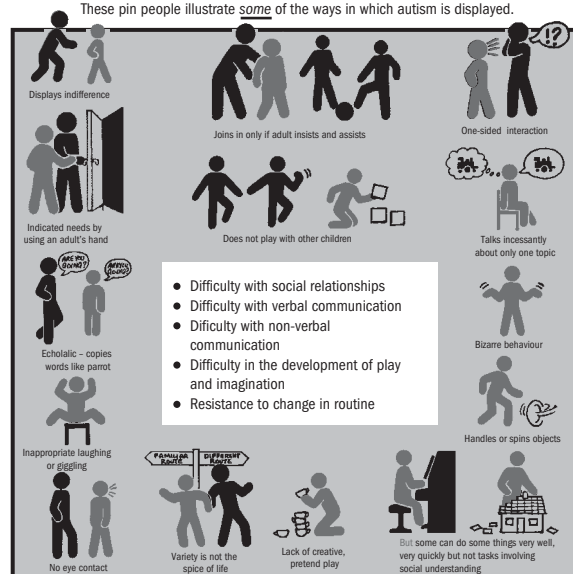 These pin people illustrate some of the ways in which autism is displayed.
Displays indifference
Joins in only if adult insists and assists
!?
One-sided interaction
Indicated needs by
using an adult's hand
Does not play with other children
Talks incessantly
about only one topic
ARE YOU
GOING?
ARE YOU
GOING?
Echolalic – copies
words like parrot
• Difficulty with social relationships
• Difficulty with verbal communication
• Dificulty with non-verbal
communication
• Difficulty in the development of play
and imagination
• Resistance to change in routine
Bizarre behaviour
Inappropriate laughing
or giggling
Handles or spins objects
FAMILIAR
ROUTE
DIFFERENT
ROUTE
No eye contact
Variety is not the
spice of life
Lack of creative,
pretend play
But some can do some things very well,
very quickly but not tasks involving
social understanding